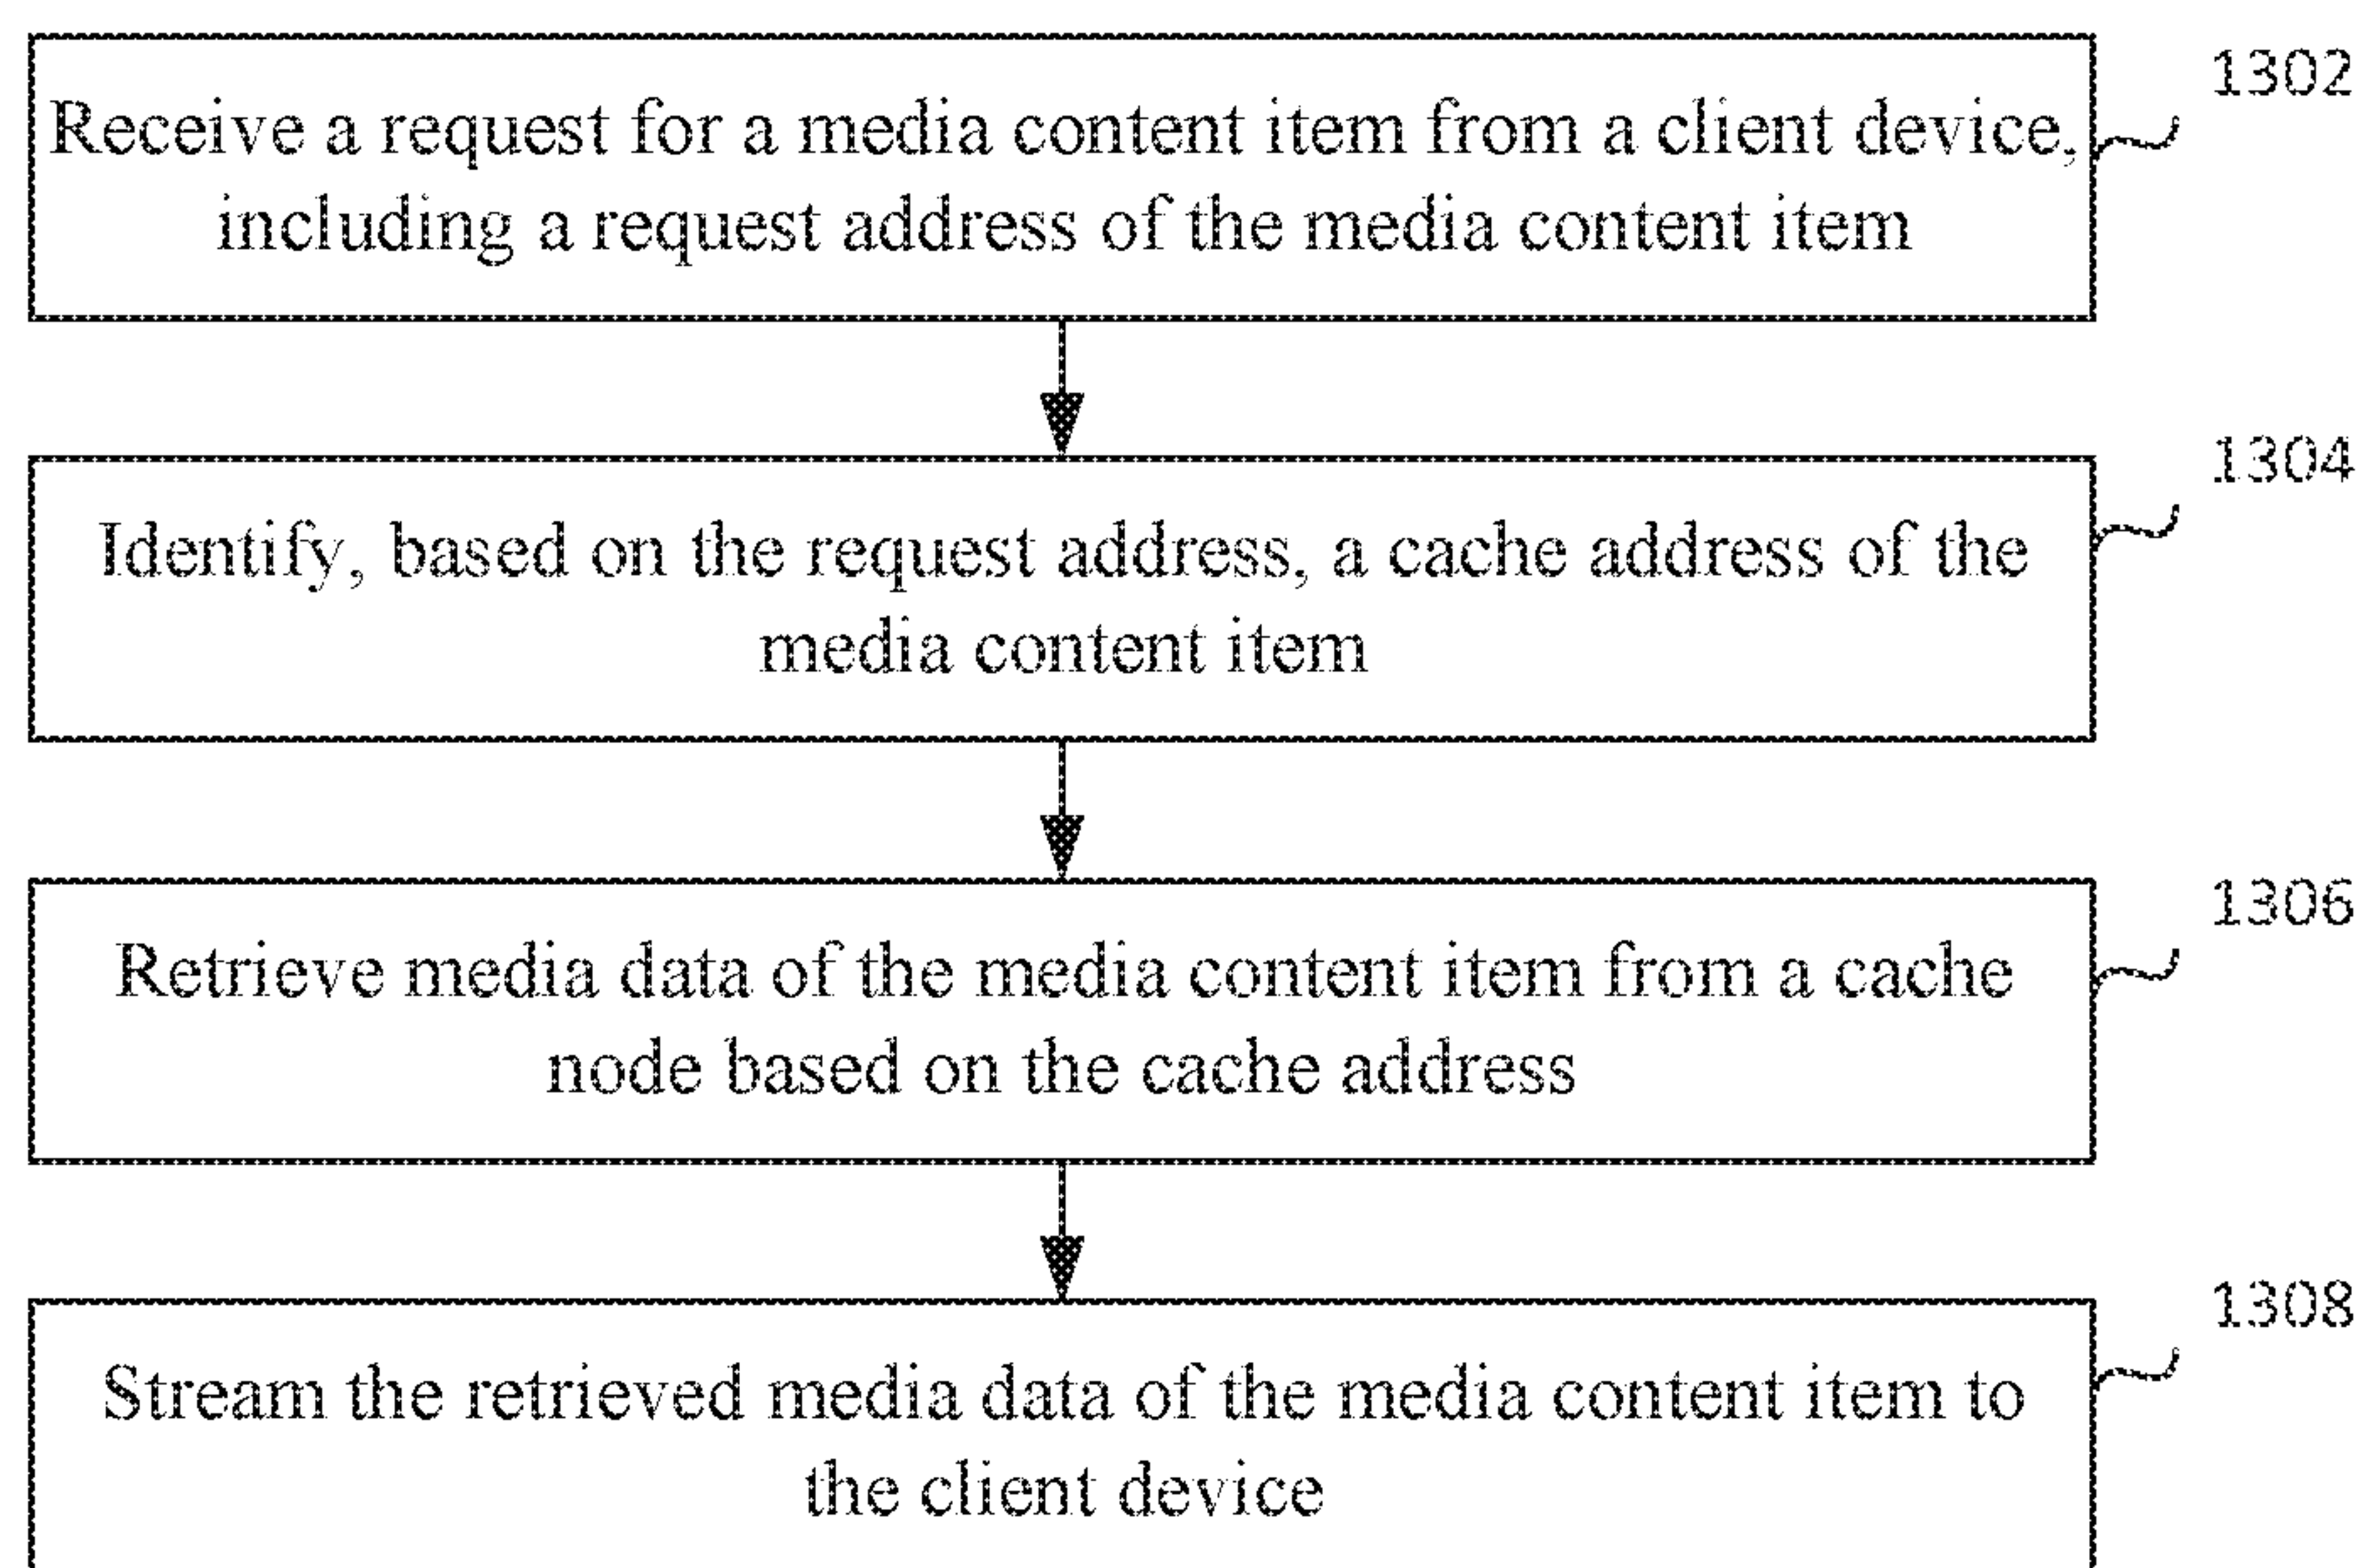 1302
Receive a request for a media content item from a client device,
including a request address of the media content item
1304
Identify, based on the request address, a cache address of the
media content item
1306
Retrieve media data of the media content item from a cache
node based on the cache address
1308
Stream the retrieved media data of the media content item to
the client device